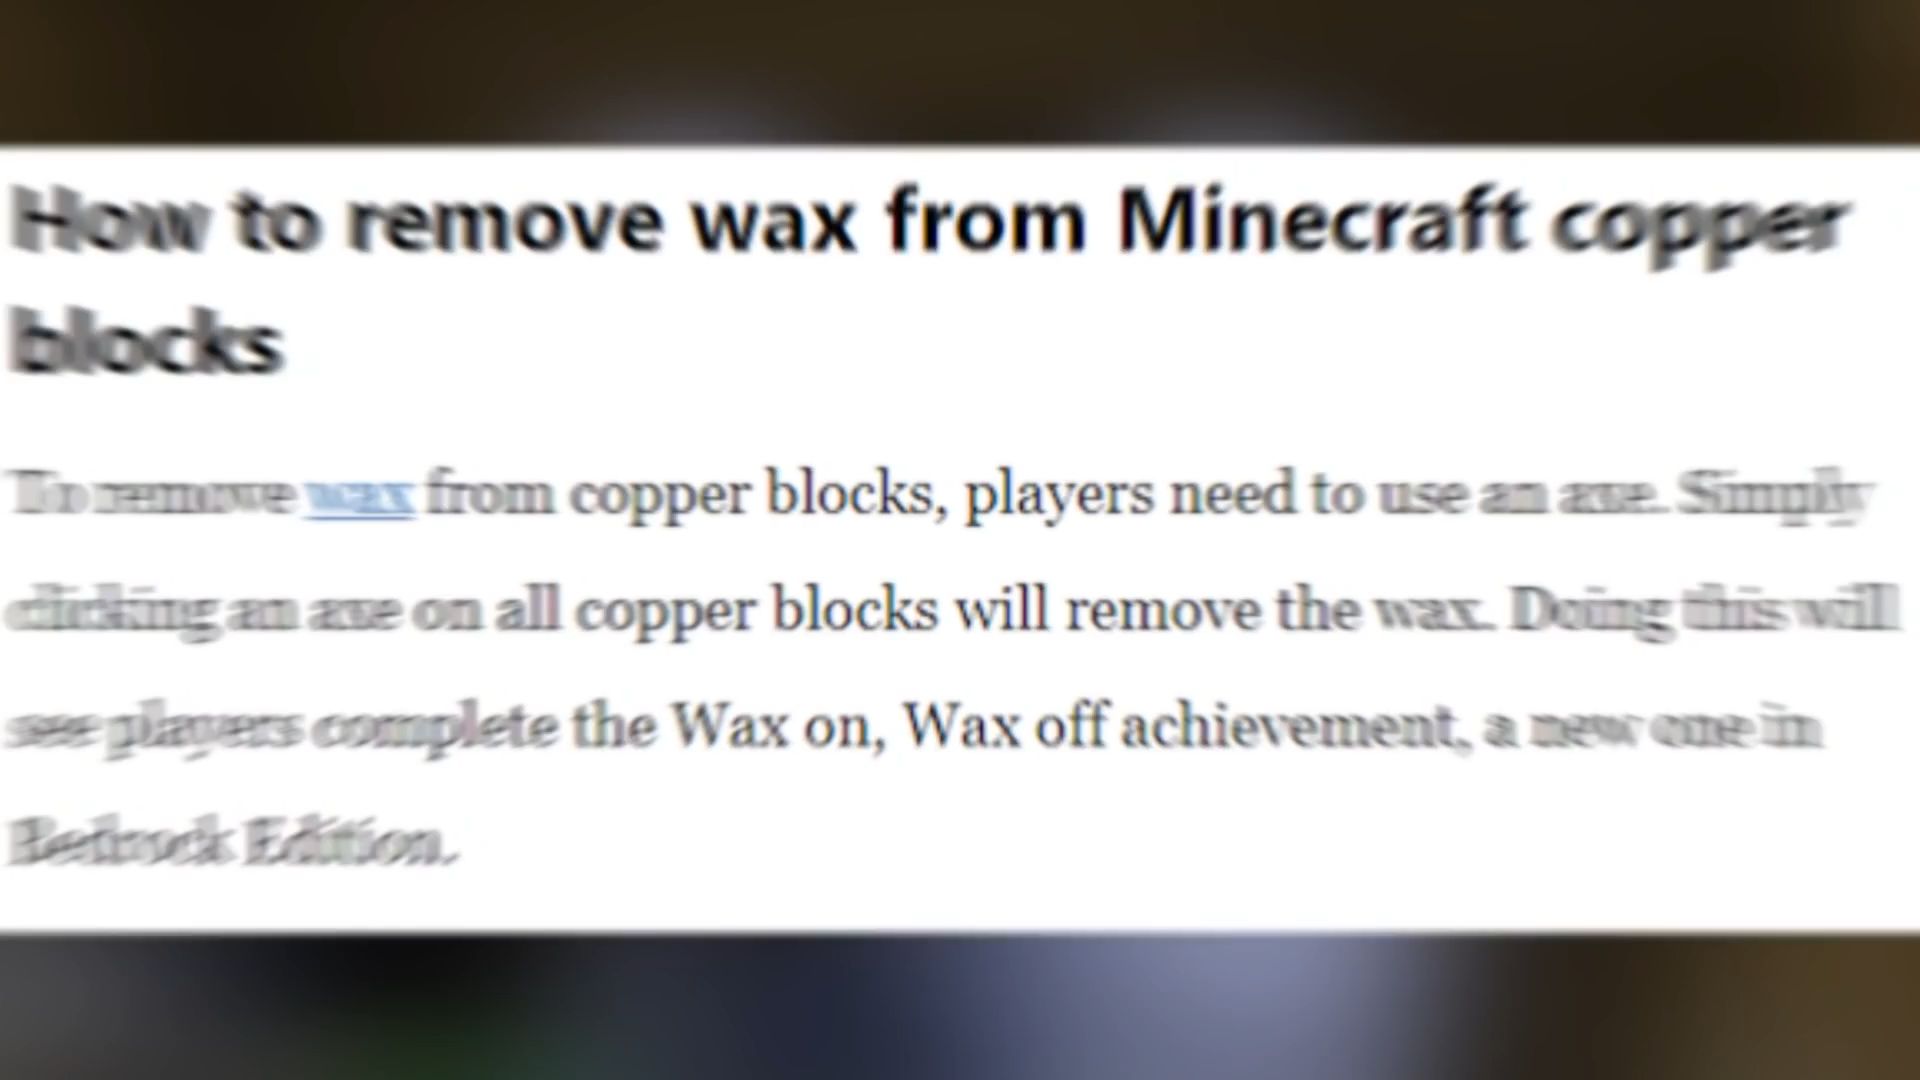 How to remove wax from Minecraft copper
blocks
To remove wax from copper blocks, players need to use an axe. Simply
clicking an axe on all copper blocks will remove the wax. Doing this will
see players complete the Wax on, Wax off achievement, a new one in
Bedrock Edition.